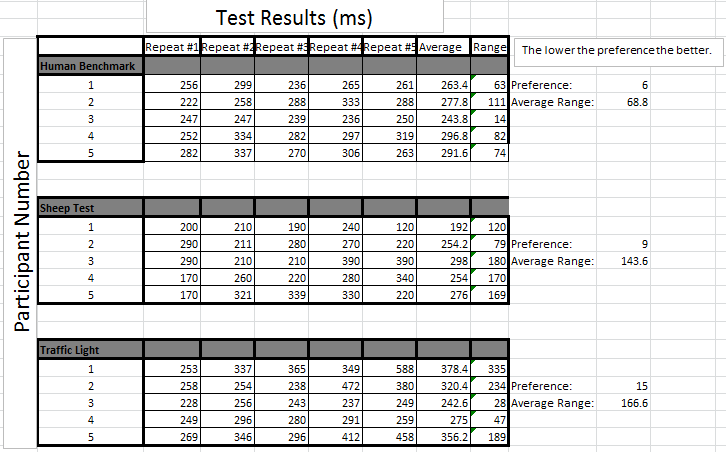 Test Results (ms)
Repeat #1 Repeat #2 Repeat #3 Repeat #4 Repeat #5 Average Range
The lower the preference the better.
Human Benchmark
1 256 299 236 265 261 263.4 63 Preference: 6
2 222 258 288 333 288 277.8 111 Average Range: 68.8
3 247 247 239 236 250 243.8 14
4 252 334 282 297 319 296.8 82
5 282 337 270 306 263 291.6 74
Participant Number
Sheep Test
1 200 210 190 240 120 192 120
2 290 211 280 270 220 254.2 79 Preference: 9
3 290 210 210 390 390 298 180 Average Range: 143.6
4 170 260 220 280 340 254 170
5 170 321 339 330 220 276 169
Traffic Light
1 253 337 365 349 588 378.4 335
2 258 254 238 472 380 320.4 234 Preference: 15
3 228 256 243 237 249 242.6 28 Average Range: 166.6
4 249 296 280 291 259 275 47
5 269 346 296 412 458 356.2 189